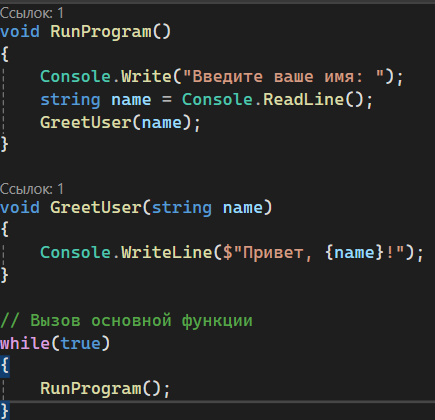 Ссылок: 1
void RunProgram()
{
Console.Write("Введите ваше имя: ");
string name = Console.ReadLine();
GreetUser(name);
}
Ссылок: 1
void GreetUser(string name)
{
Console.WriteLine($"Привет, {name}!");
}
// Вызов основной функции
while(true)
{
RunProgram();
}